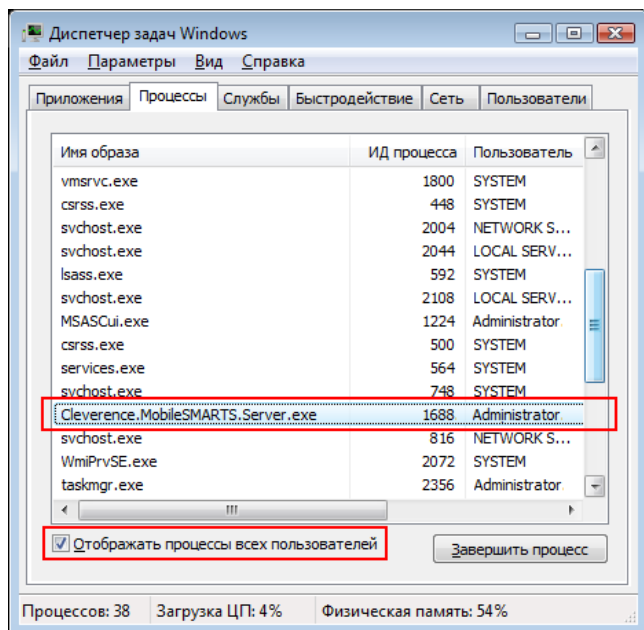 Диспетчер задач Windows
Файл Параметры Вид Справка
Приложения Процессы Службы Быстродействие Сеть Пользователи
Имя образа ИД процесса Пользователь
vmsrvc.exe 1800 SYSTEM
csrss.exe 448 SYSTEM
svchost.exe 2004 NETWORK S...
svchost.exe 2044 LOCAL SERV...
lsass.exe 592 SYSTEM
svchost.exe 2108 LOCAL SERV...
MSASCui.exe 1224 Administrator
csrss.exe 500 SYSTEM
services.exe 564 SYSTEM
svchost.exe 748 SYSTEM
Cleverence.MobileSMARTS.Server.exe 1688 Administrator
svchost.exe 816 NETWORK S...
WmiPrvSE.exe 2072 SYSTEM
taskmgr.exe 2356 Administrator
Отображать процессы всех пользователей
Завершить процесс
Процессов: 38 Загрузка ЦП: 4% Физическая память: 54%